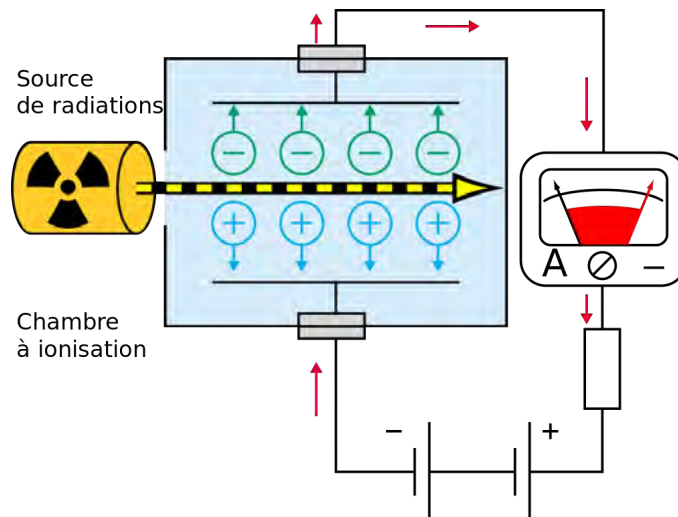 Source
de radiations
− − − −
+ + + +
A −
Chambre
à ionisation
− +